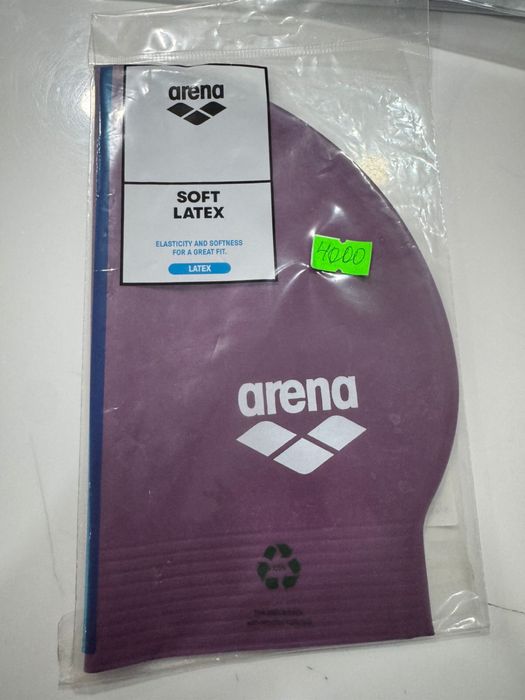 arena
SOFT
LATEX
ELASTICITY AND SOFTNESS
FOR A GREAT FIT.
LATEX
4000
arena